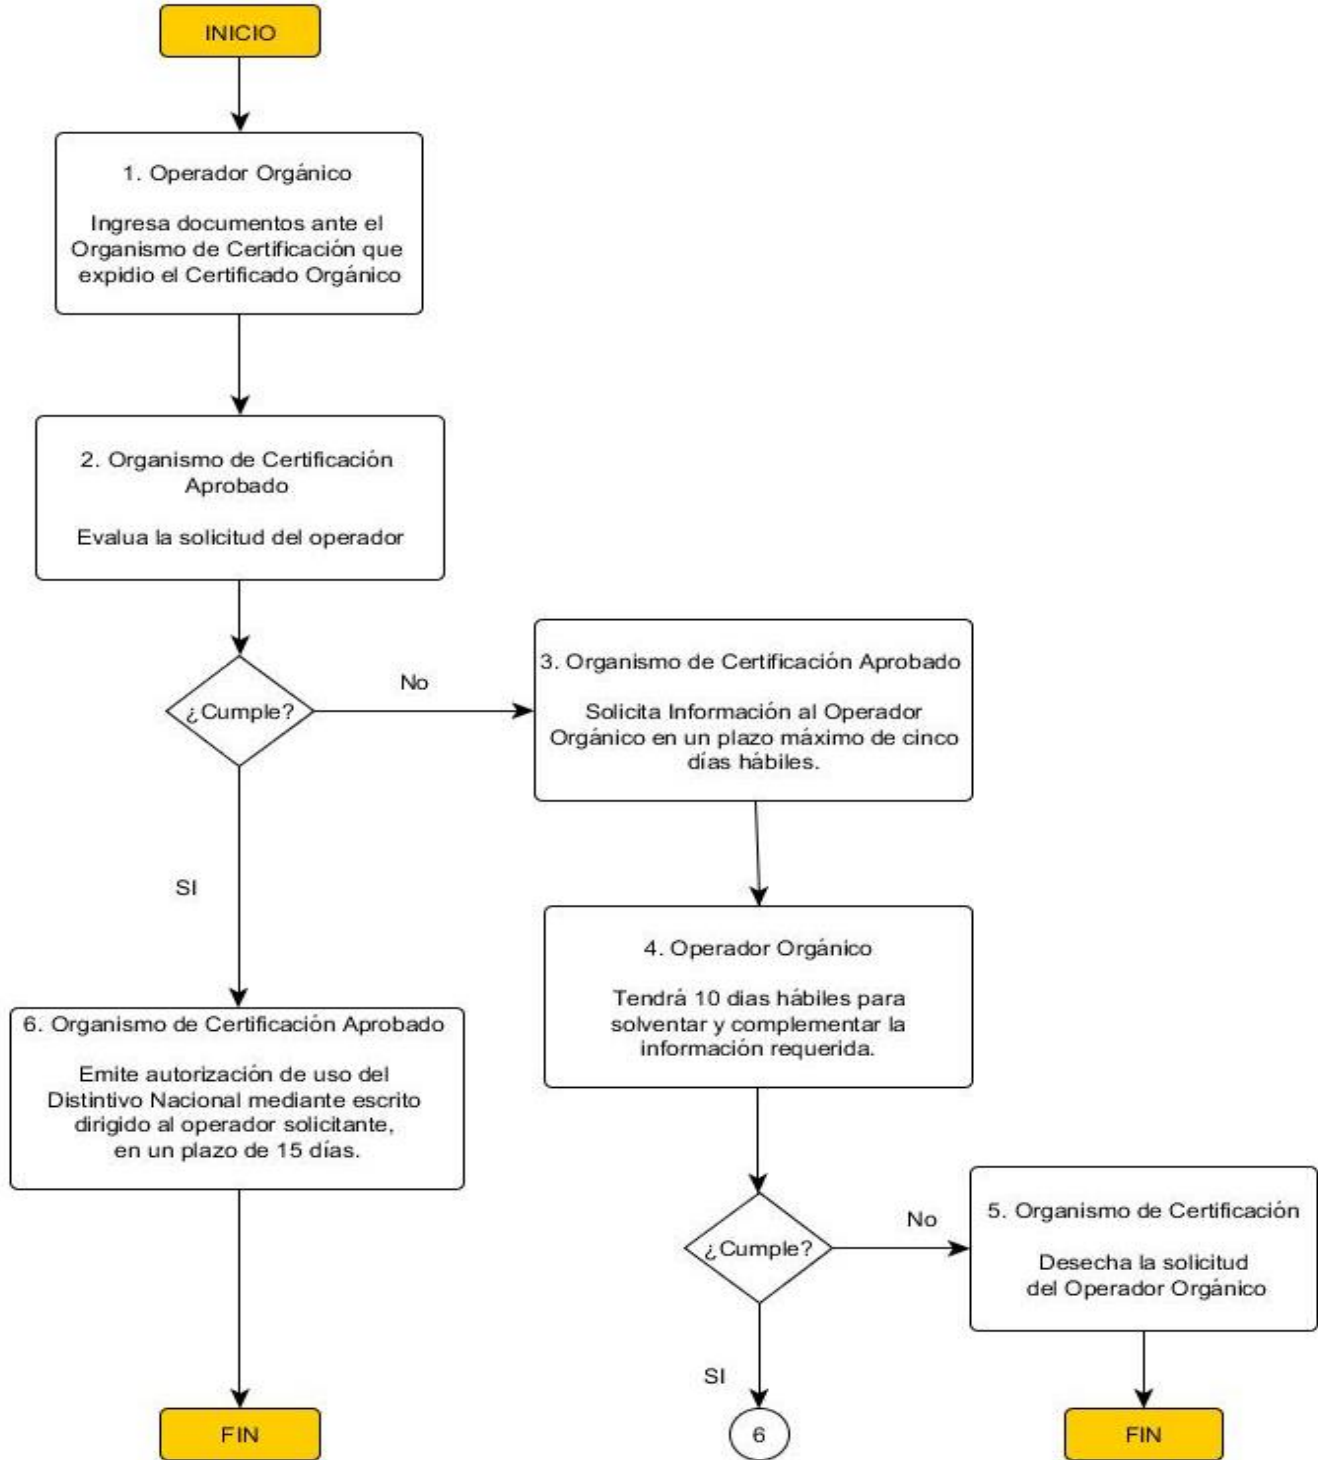 INICIO
1. Operador Orgánico
Ingresa documentos ante el
Organismo de Certificación que
expidio el Certificado Orgánico
2. Organismo de Certificación
Aprobado
Evalua la solicitud del operador
¿Cumple?
No
3. Organismo de Certificación Aprobado
Solicita Información al Operador
Orgánico en un plazo máximo de cinco
días hábiles.
SI
4. Operador Orgánico
Tendrá 10 dias hábiles para
solventar y complementar la
información requerida.
6. Organismo de Certificación Aprobado
Emite autorización de uso del
Distintivo Nacional mediante escrito
dirigido al operador solicitante,
en un plazo de 15 días.
¿Cumple?
No
5. Organismo de Certificación
Desecha la solicitud
del Operador Orgánico
SI
FIN
6
FIN